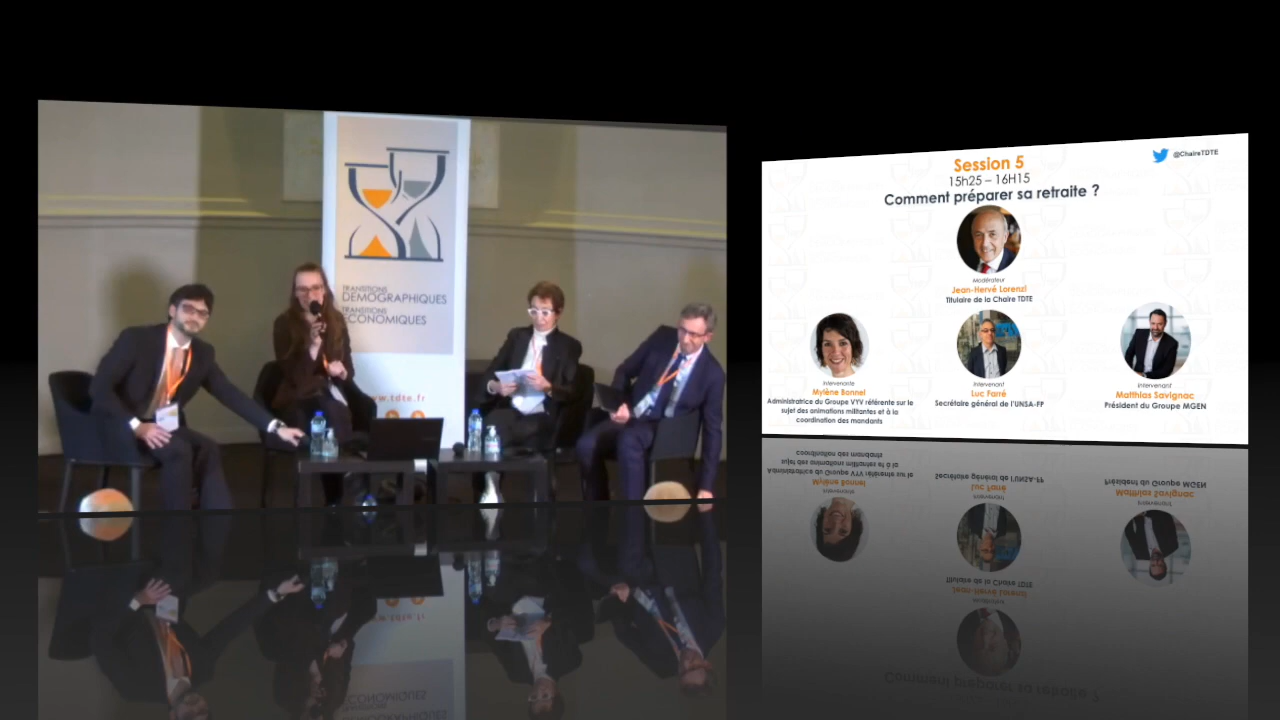 TRANSITIONS
DÉMOGRAPHIQUES
TRANSITIONS
ÉCONOMIQUES
www.tdte.fr
Session 5
15h25 – 16H15
Comment préparer sa retraite ?
@ChaireTDTE
Modérateur
Jean-Hervé Lorenzi
Titulaire de la Chaire TDTE
Intervenante
Mylène Bonnel
Administratrice du Groupe VYV référente sur le
sujet des animations militantes et à la
coordination des mandants
Intervenant
Luc Farré
Secrétaire général de l'UNSA-FP
Intervenant
Matthias Savignac
Président du Groupe MGEN